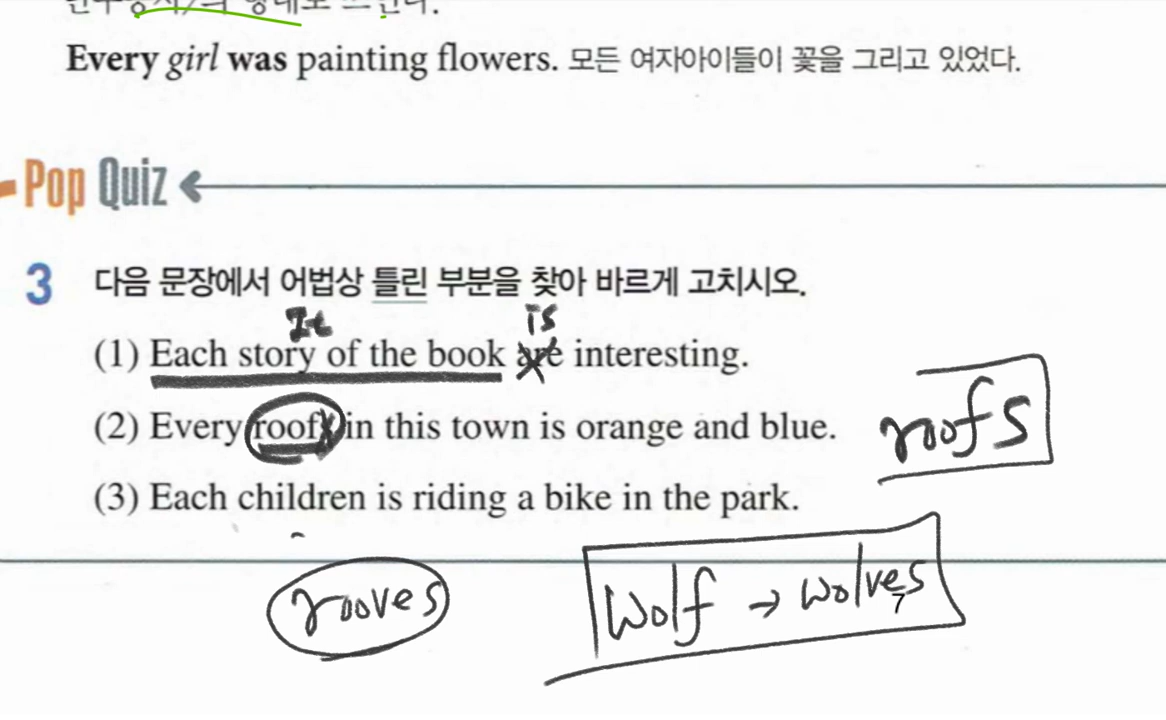 Every girl was painting flowers. 모든 여자아이들이 꽃을 그리고 있었다.
Pop Quiz
3 다음 문장에서 어법상 틀린 부분을 찾아 바르게 고치시오.
It is
(1) Each story of the book are interesting.
(2) Every roofs in this town is orange and blue.
roofs
(3) Each children is riding a bike in the park.
rooves
wolf → wolves